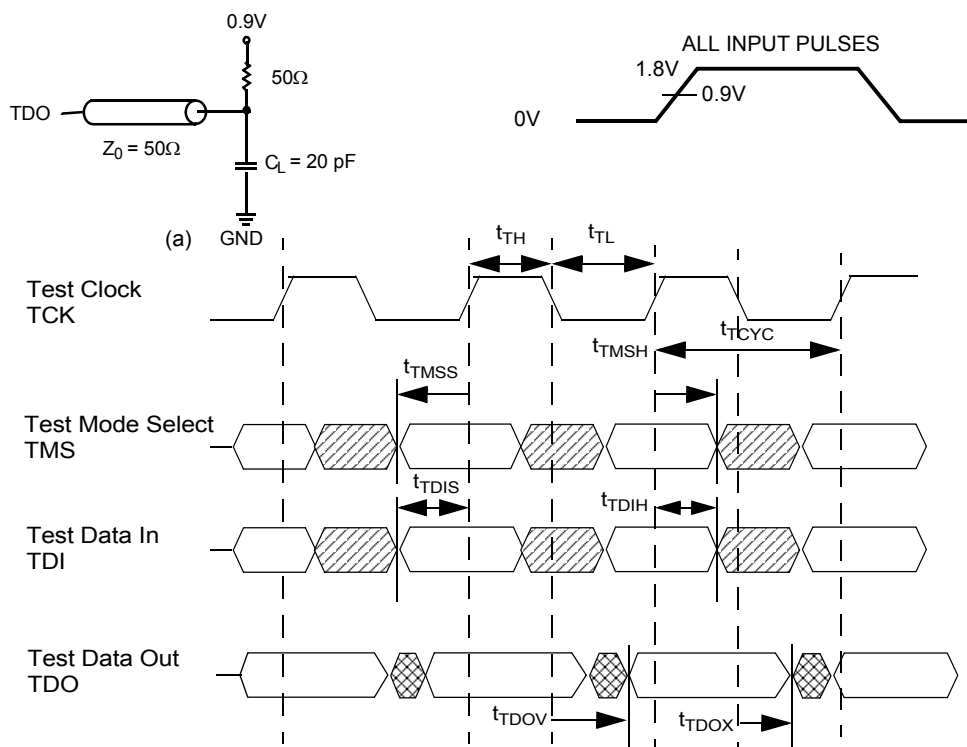 0.9V
50Ω
TDO
Z0 = 50Ω
CL = 20 pF
(a)
GND
ALL INPUT PULSES
1.8V
0.9V
0V
tTH
tTL
Test Clock
TCK
tTMSH
tTCYC
tTMSS
Test Mode Select
TMS
tTDIS
tTDIH
Test Data In
TDI
Test Data Out
TDO
tTDOV
tTDOX